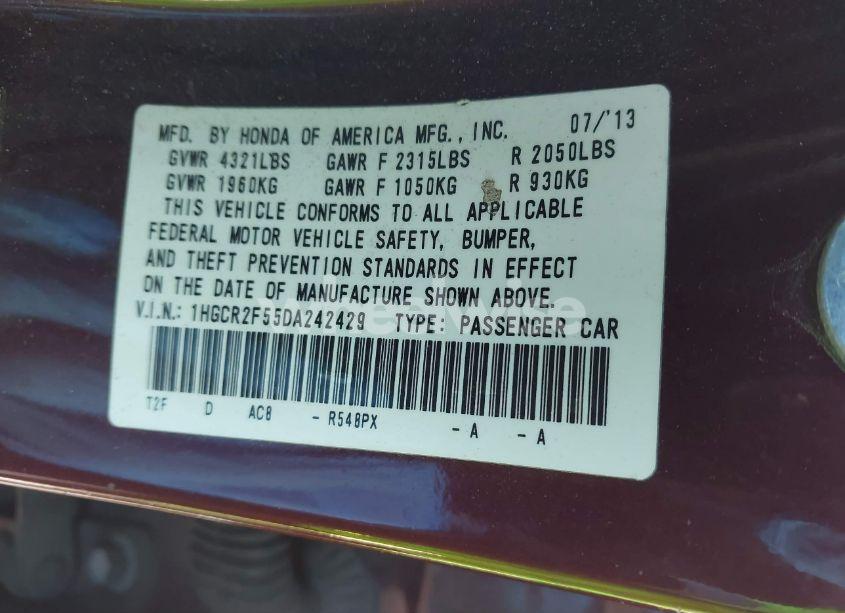 MFD. BY HONDA OF AMERICA MFG., INC. 07/'13
GVWR 4321LBS GAWR F 2315LBS R 2050LBS
GVWR 1960KG GAWR F 1050KG R 930KG
THIS VEHICLE CONFORMS TO ALL APPLICABLE
FEDERAL MOTOR VEHICLE SAFETY, BUMPER,
AND THEFT PREVENTION STANDARDS IN EFFECT
ON THE DATE OF MANUFACTURE SHOWN ABOVE.
V.I.N.: 1HGCR2F55DA242429 TYPE: PASSENGER CAR
T2F D AC8 - R548PX - A - A